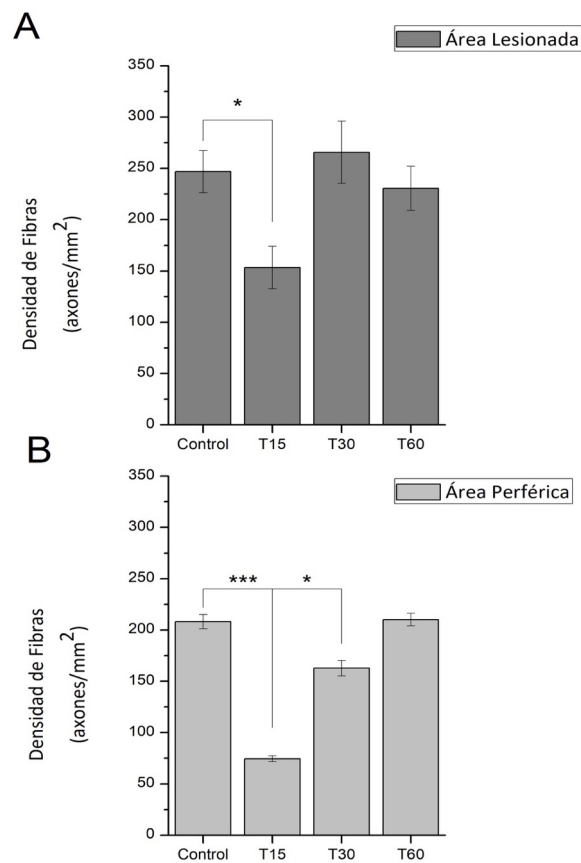 A
Área Lesionada
350
300
250
200
150
100
50
0
Densidad de Fibras
(axones/mm²)
*
Control T15 T30 T60
B
Área Perférica
350
300
250
200
150
100
50
0
Densidad de Fibras
(axones/mm²)
*** *
Control T15 T30 T60